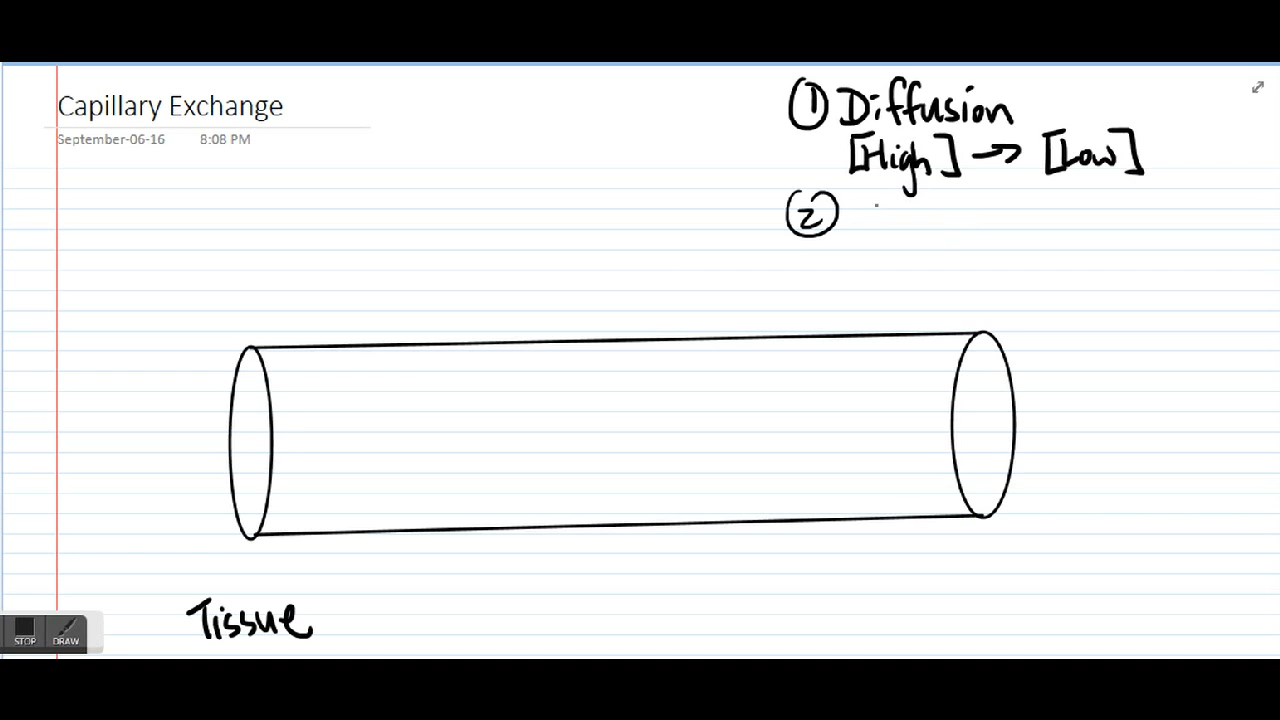 Capillary Exchange
September-06-16 8:08 PM
① Diffusion
[High] → [Low]
②
Tissue
STOP DRAW